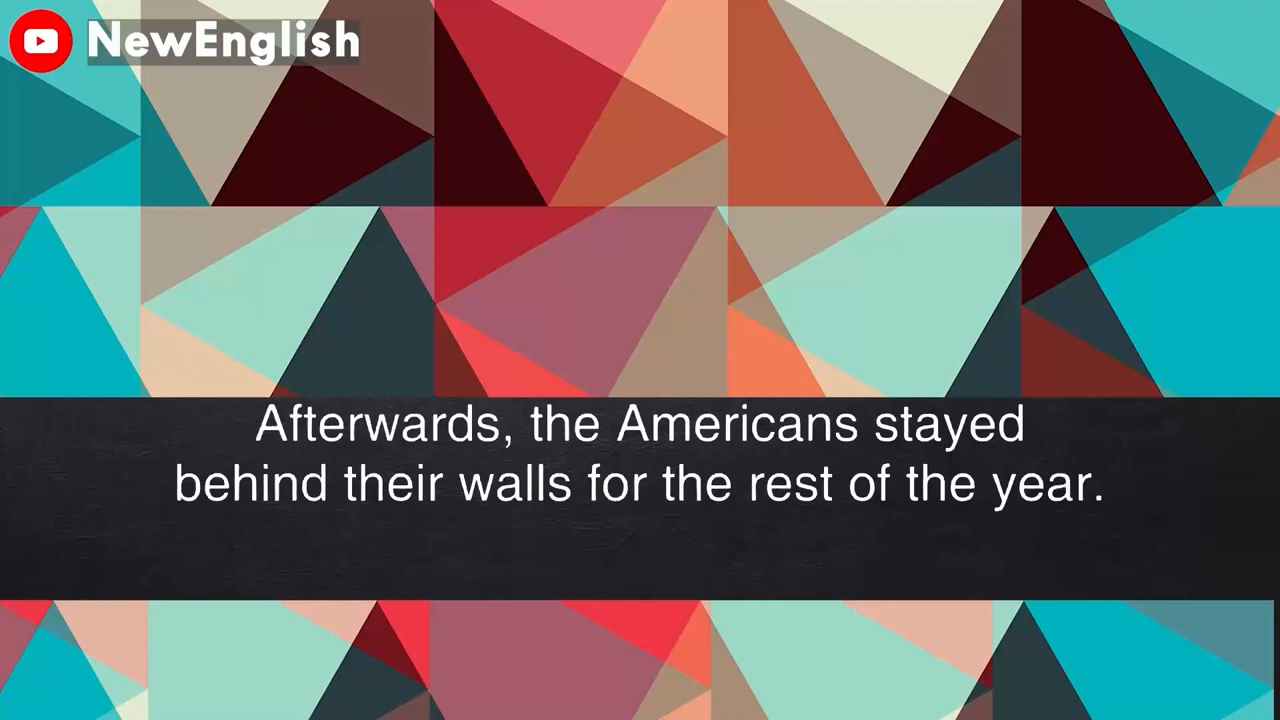 NewEnglish
Afterwards, the Americans stayed
behind their walls for the rest of the year.